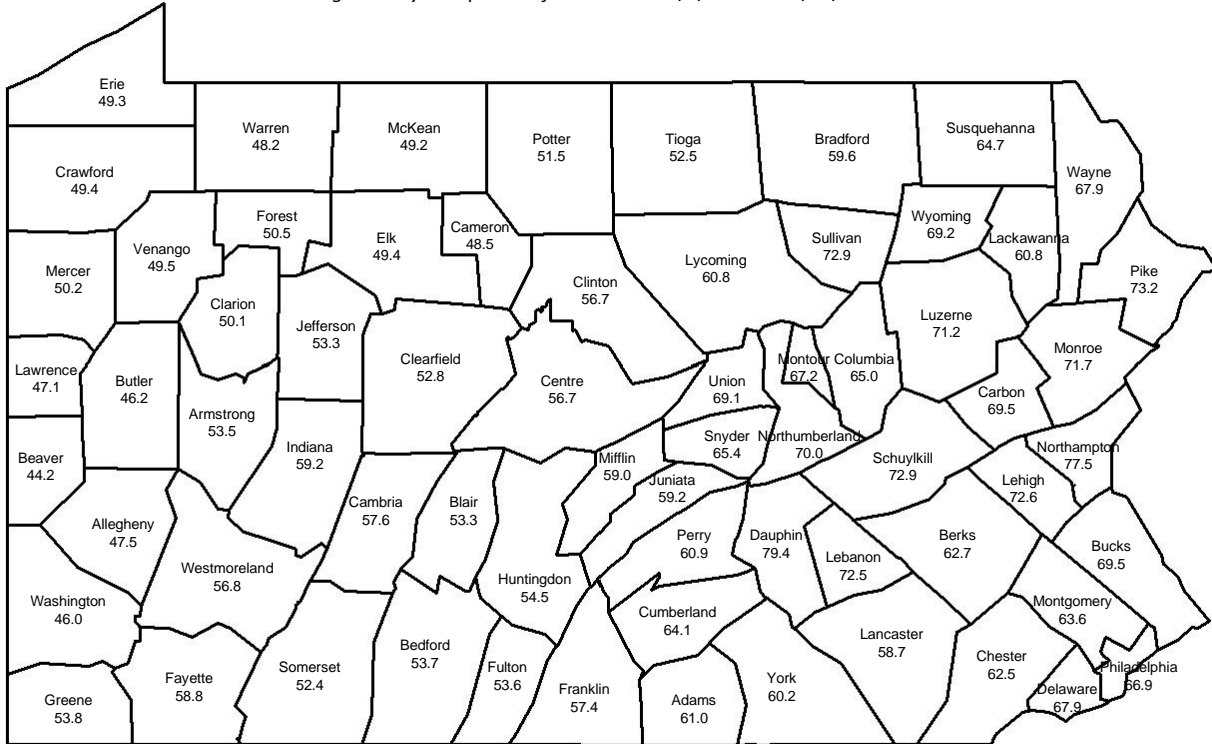 Erie
49.3
Warren
48.2
McKean
49.2
Potter
51.5
Tioga
52.5
Bradford
59.6
Susquehanna
64.7
Wayne
67.9
Crawford
49.4
Forest
50.5
Venango
49.5
Elk
49.4
Cameron
48.5
Wyoming
69.2
Lackawanna
60.8
Sullivan
72.9
Lycoming
60.8
Mercer
50.2
Clarion
50.1
Clinton
56.7
Pike
73.2
Jefferson
53.3
Luzerne
71.2
Lawrence
47.1
Butler
46.2
Clearfield
52.8
Centre
56.7
Union
69.1
Montour
67.2
Columbia
65.0
Monroe
71.7
Carbon
69.5
Armstrong
53.5
Indiana
59.2
Beaver
44.2
Mifflin
59.0
Snyder
65.4
Northumberland
70.0
Schuylkill
72.9
Northampton
77.5
Lehigh
72.6
Juniata
59.2
Cambria
57.6
Blair
53.3
Allegheny
47.5
Perry
60.9
Dauphin
79.4
Lebanon
72.5
Berks
62.7
Bucks
69.5
Westmoreland
56.8
Huntingdon
54.5
Washington
46.0
Cumberland
64.1
Montgomery
63.6
Lancaster
58.7
Bedford
53.7
Somerset
52.4
Fulton
53.6
Fayette
58.8
Greene
53.8
Franklin
57.4
Adams
61.0
York
60.2
Chester
62.5
Philadelphia
66.9
Delaware
67.9